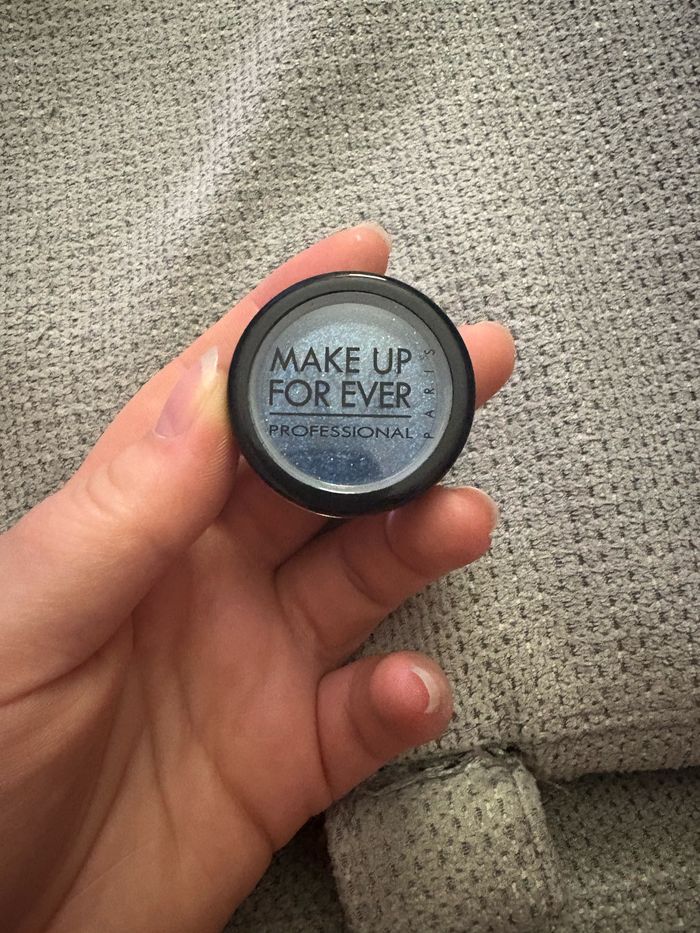 MAKE UP
FOR EVER
PROFESSIONAL
PARIS